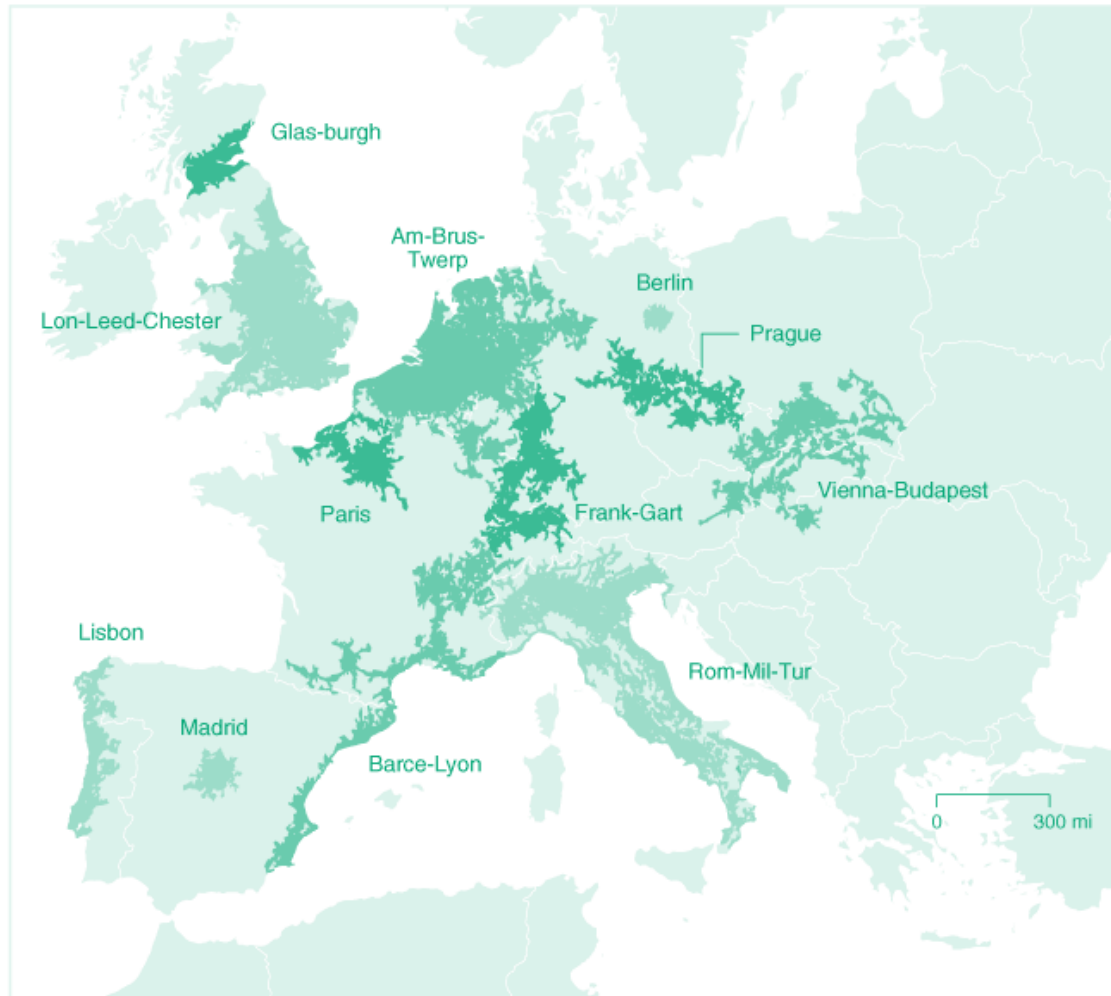 Glas-burgh
Am-Brus-
Twerp
Berlin
Lon-Leed-Chester
Prague
Vienna-Budapest
Paris
Frank-Gart
Lisbon
Rom-Mil-Tur
Madrid
Barce-Lyon
0 300 mi